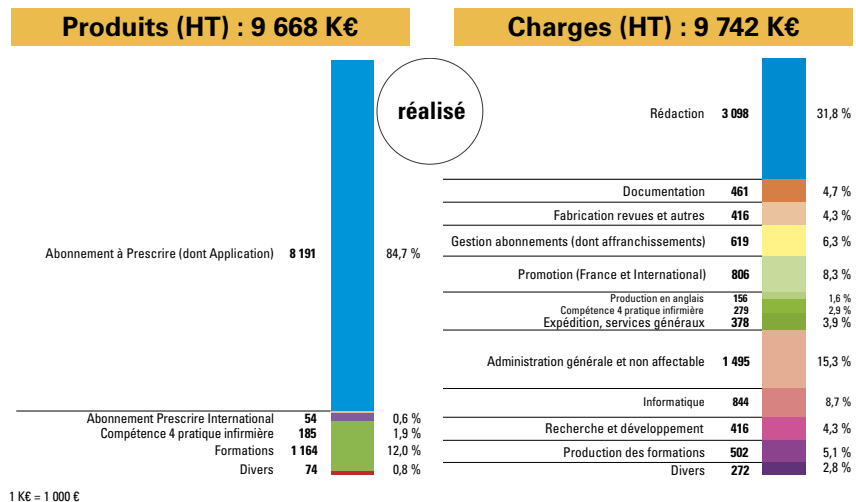 Produits (HT) : 9 668 K€
Charges (HT) : 9 742 K€
réalisé
Abonnement à Prescrire (dont Application) 8 191 84,7 %
Abonnement Prescrire International 54 0,6 %
Compétence 4 pratique infirmière 185 1,9 %
Formations 1 164 12,0 %
Divers 74 0,8 %
Rédaction 3 098 31,8 %
Documentation 461 4,7 %
Fabrication revues et autres 416 4,3 %
Gestion abonnements (dont affranchissements) 619 6,3 %
Promotion (France et International) 806 8,3 %
Production en anglais 156 1,6 %
Compétence 4 pratique infirmière 279 2,9 %
Expédition, services généraux 378 3,9 %
Administration générale et non affectable 1 495 15,3 %
Informatique 844 8,7 %
Recherche et développement 416 4,3 %
Production des formations 502 5,1 %
Divers 272 2,8 %
1 K€ = 1 000 €